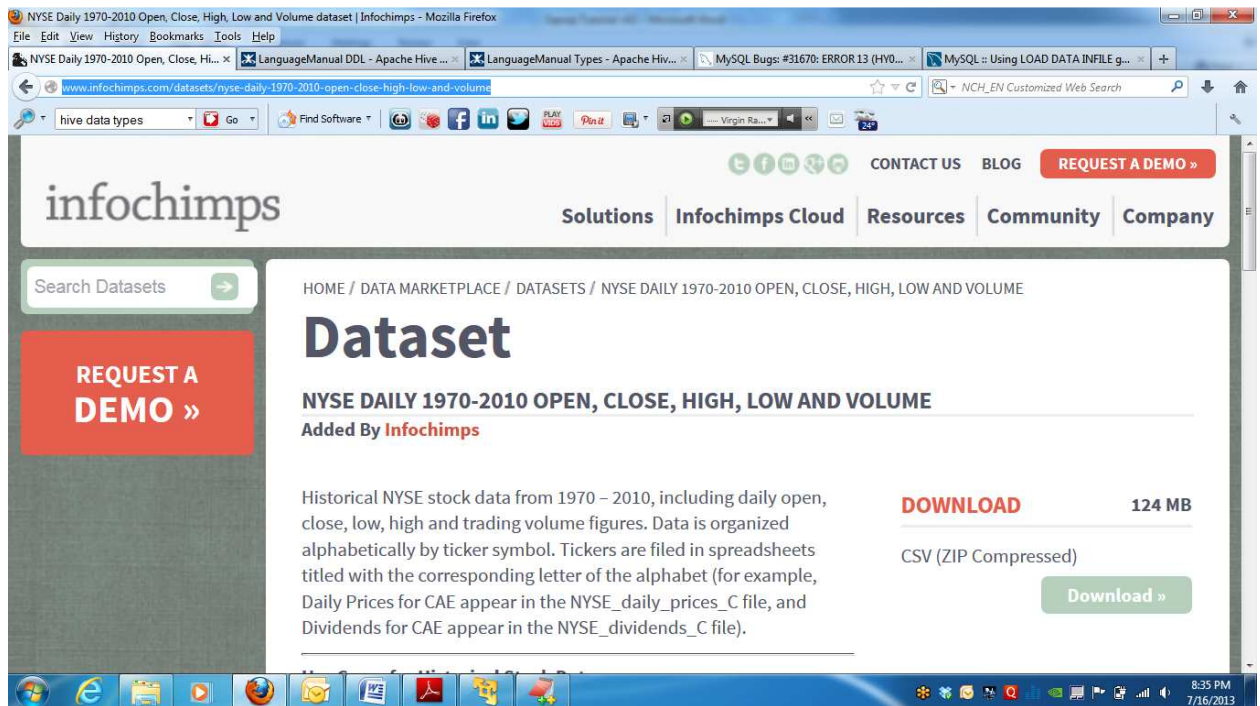 NYSE Daily 1970-2010 Open, Close, High, Low and Volume dataset | Infochimps - Mozilla Firefox
File Edit View History Bookmarks Tools Help
NYSE Daily 1970-2010 Open, Close, Hi... × LanguageManual DDL - Apache Hive ... × LanguageManual Types - Apache Hiv... × MySQL Bugs: #31670: ERROR 13 (HY0... × MySQL :: Using LOAD DATA INFILE g... × +
www.infochimps.com/datasets/nyse-daily-1970-2010-open-close-high-low-and-volume NCH_EN Customized Web Search
hive data types Go Find Software PLAY Pin it Virgin Ra... 24°
CONTACT US BLOG REQUEST A DEMO »
infochimps
Solutions Infochimps Cloud Resources Community Company
Search Datasets
HOME / DATA MARKETPLACE / DATASETS / NYSE DAILY 1970-2010 OPEN, CLOSE, HIGH, LOW AND VOLUME
Dataset
REQUEST A
DEMO »
NYSE DAILY 1970-2010 OPEN, CLOSE, HIGH, LOW AND VOLUME
Added By Infochimps
Historical NYSE stock data from 1970 – 2010, including daily open,
close, low, high and trading volume figures. Data is organized
alphabetically by ticker symbol. Tickers are filed in spreadsheets
titled with the corresponding letter of the alphabet (for example,
Daily Prices for CAE appear in the NYSE_daily_prices_C file, and
Dividends for CAE appear in the NYSE_dividends_C file).
DOWNLOAD 124 MB
CSV (ZIP Compressed)
Download »
8:35 PM
7/16/2013